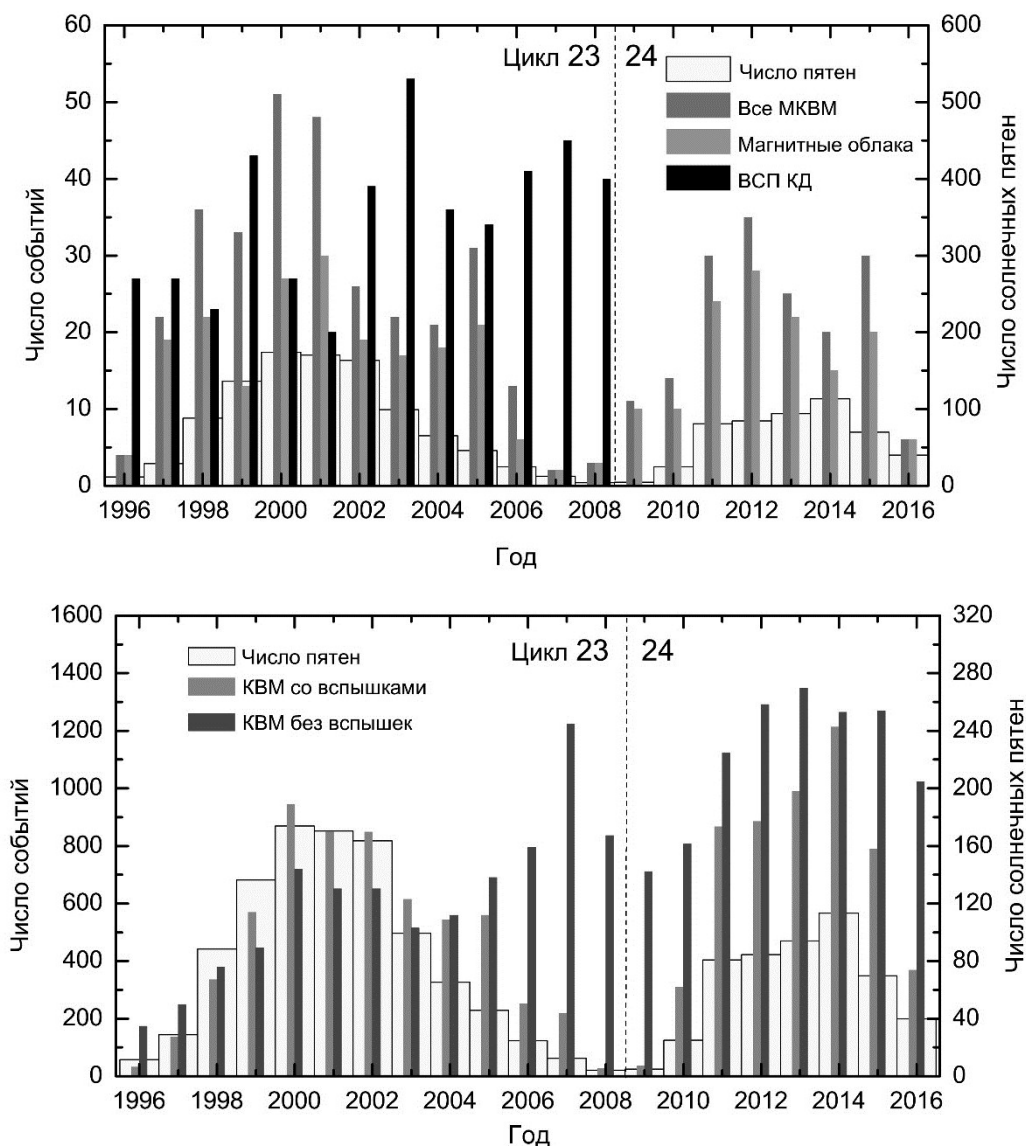 Цикл 23 24
Число пятен
Все МКВМ
Магнитные облака
ВСП КД
Число событий
60
50
40
30
20
10
0
Число солнечных пятен
600
500
400
300
200
100
0
1996 1998 2000 2002 2004 2006 2008 2010 2012 2014 2016
Год
Цикл 23 24
Число пятен
КВМ со вспышками
КВМ без вспышек
Число событий
1600
1400
1200
1000
800
600
400
200
0
Число солнечных пятен
320
280
240
200
160
120
80
40
0
1996 1998 2000 2002 2004 2006 2008 2010 2012 2014 2016
Год